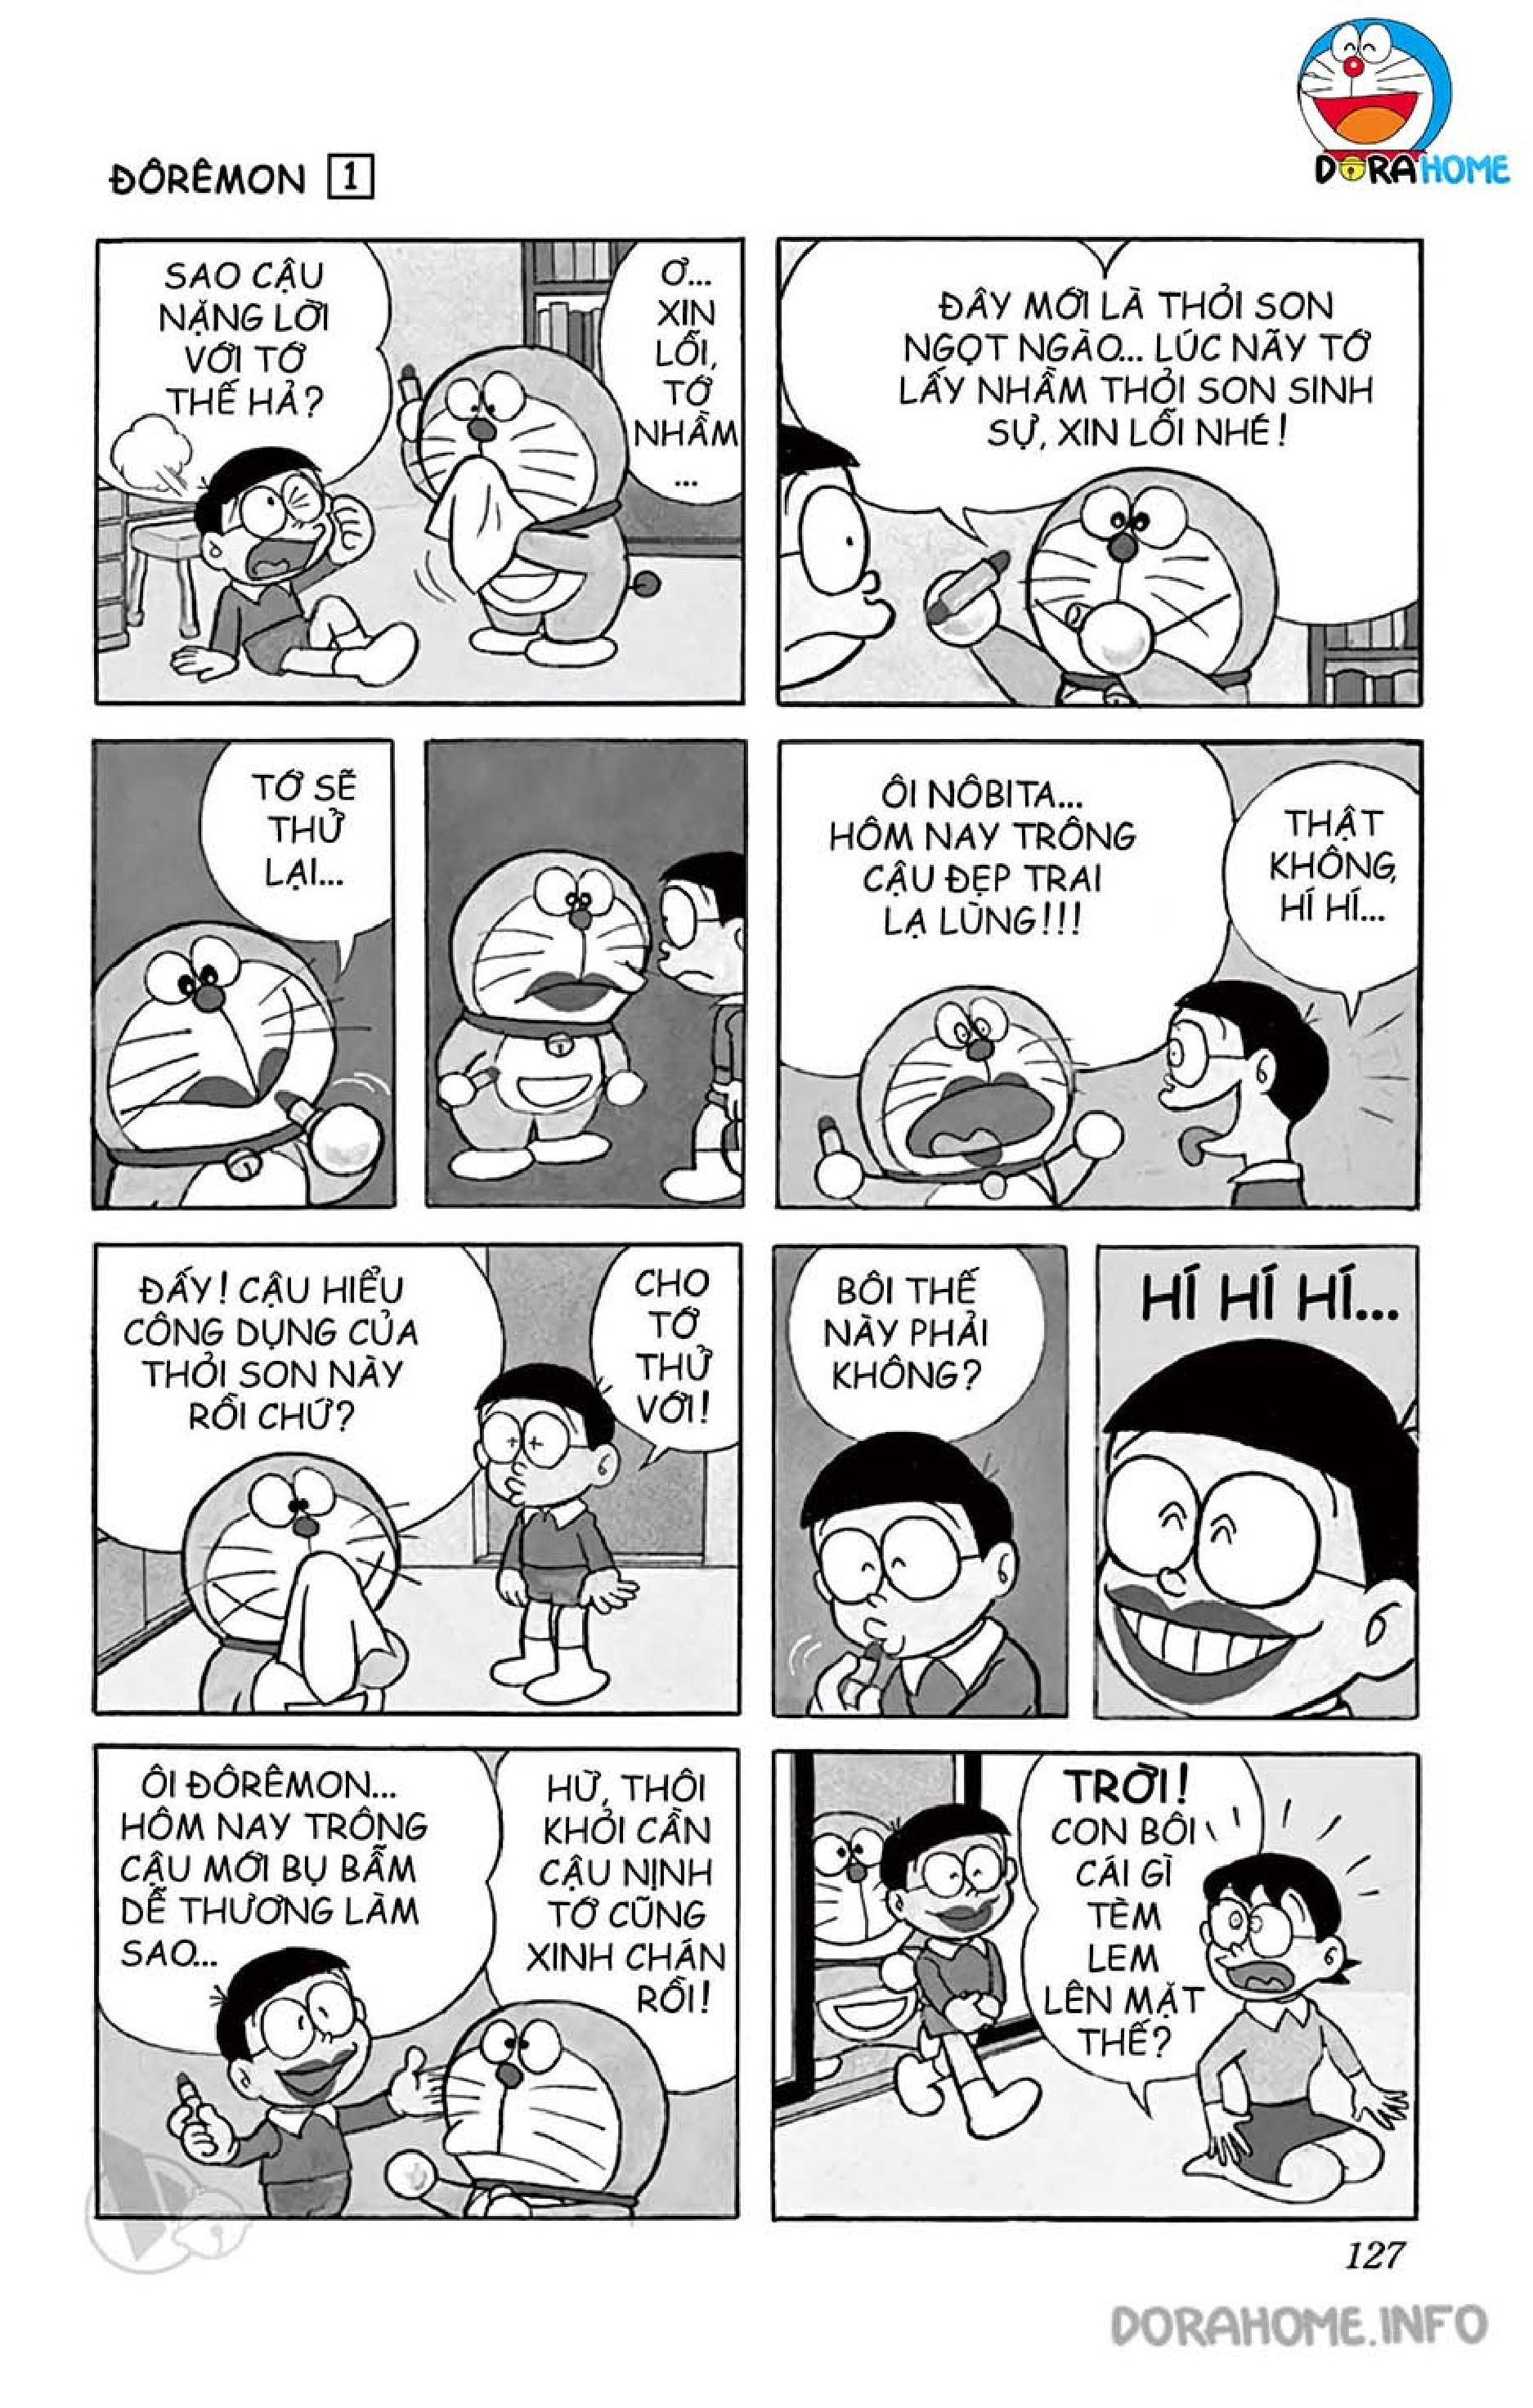 DORAHOME
ĐÔRÊMON 1
SAO CẬU
NẶNG LỜI
VỚI TỚ
THẾ HẢ?
Ơ...
XIN
LỖI,
TỚ
NHẦM
...
ĐÂY MỚI LÀ THỎI SON
NGỌT NGÀO... LÚC NÃY TỚ
LẤY NHẦM THỎI SON SINH
SỰ, XIN LỖI NHÉ!
TỚ SẼ
THỬ
LẠI...
ÔI NÔBITA...
HÔM NAY TRÔNG
CẬU ĐẸP TRAI
LẠ LÙNG!!!
THẬT
KHÔNG,
HÍ HÍ...
ĐẤY! CẬU HIỂU
CÔNG DỤNG CỦA
THỎI SON NÀY
RỒI CHỨ?
CHO
TỚ
THỬ
VỚI!
BÔI THẾ
NÀY PHẢI
KHÔNG?
HÍ HÍ HÍ...
ÔI ĐÔRÊMON...
HÔM NAY TRÔNG
CẬU MỚI BỤ BẪM
DỄ THƯƠNG LÀM
SAO...
HỪ, THÔI
KHỎI CẦN
CẬU NỊNH
TỚ CŨNG
XINH CHÁN
RỒI!
TRỜI!
CON BÔI
CÁI GÌ
TÈM
LEM
LÊN MẶT
THẾ?
127
DORAHOME.INFO